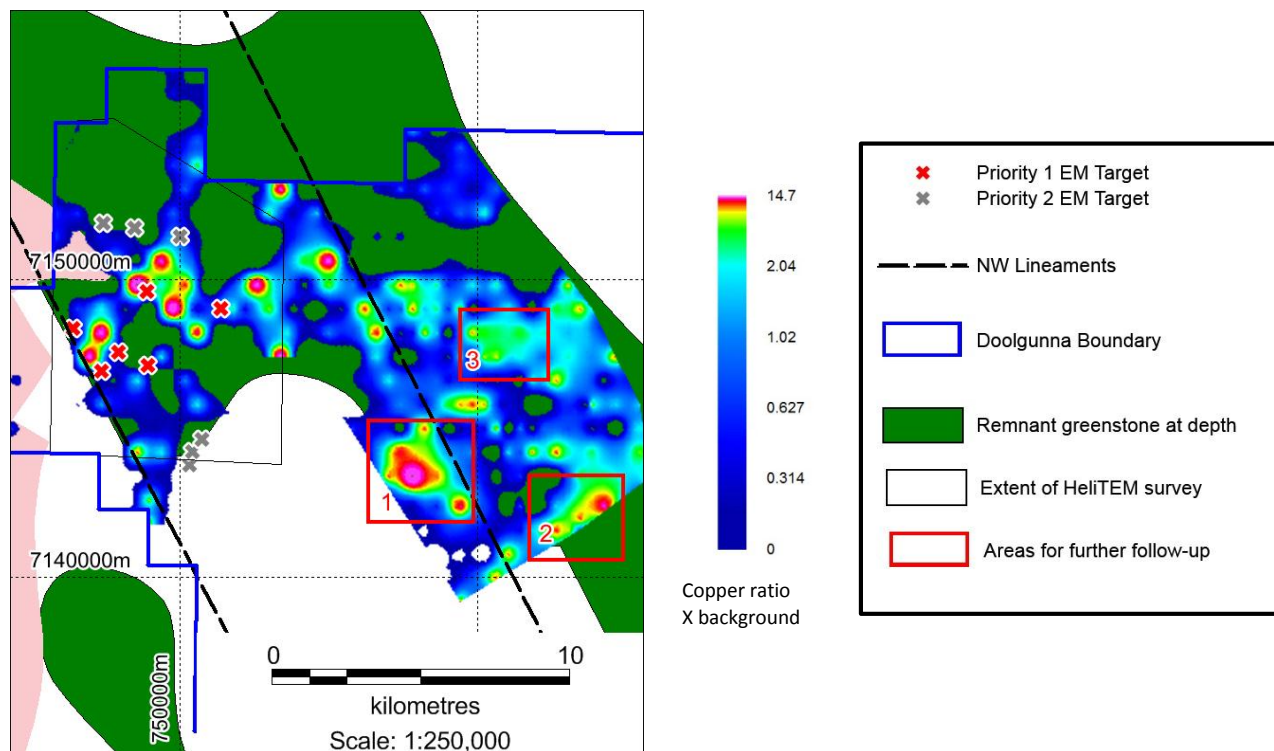 7150000m
7140000m
750000m
1
2
3
0 10
kilometres
Scale: 1:250,000
14.7
2.04
1.02
0.627
0.314
0
Copper ratio
X background
Priority 1 EM Target
Priority 2 EM Target
NW Lineaments
Doolgunna Boundary
Remnant greenstone at depth
Extent of HeliTEM survey
Areas for further follow-up